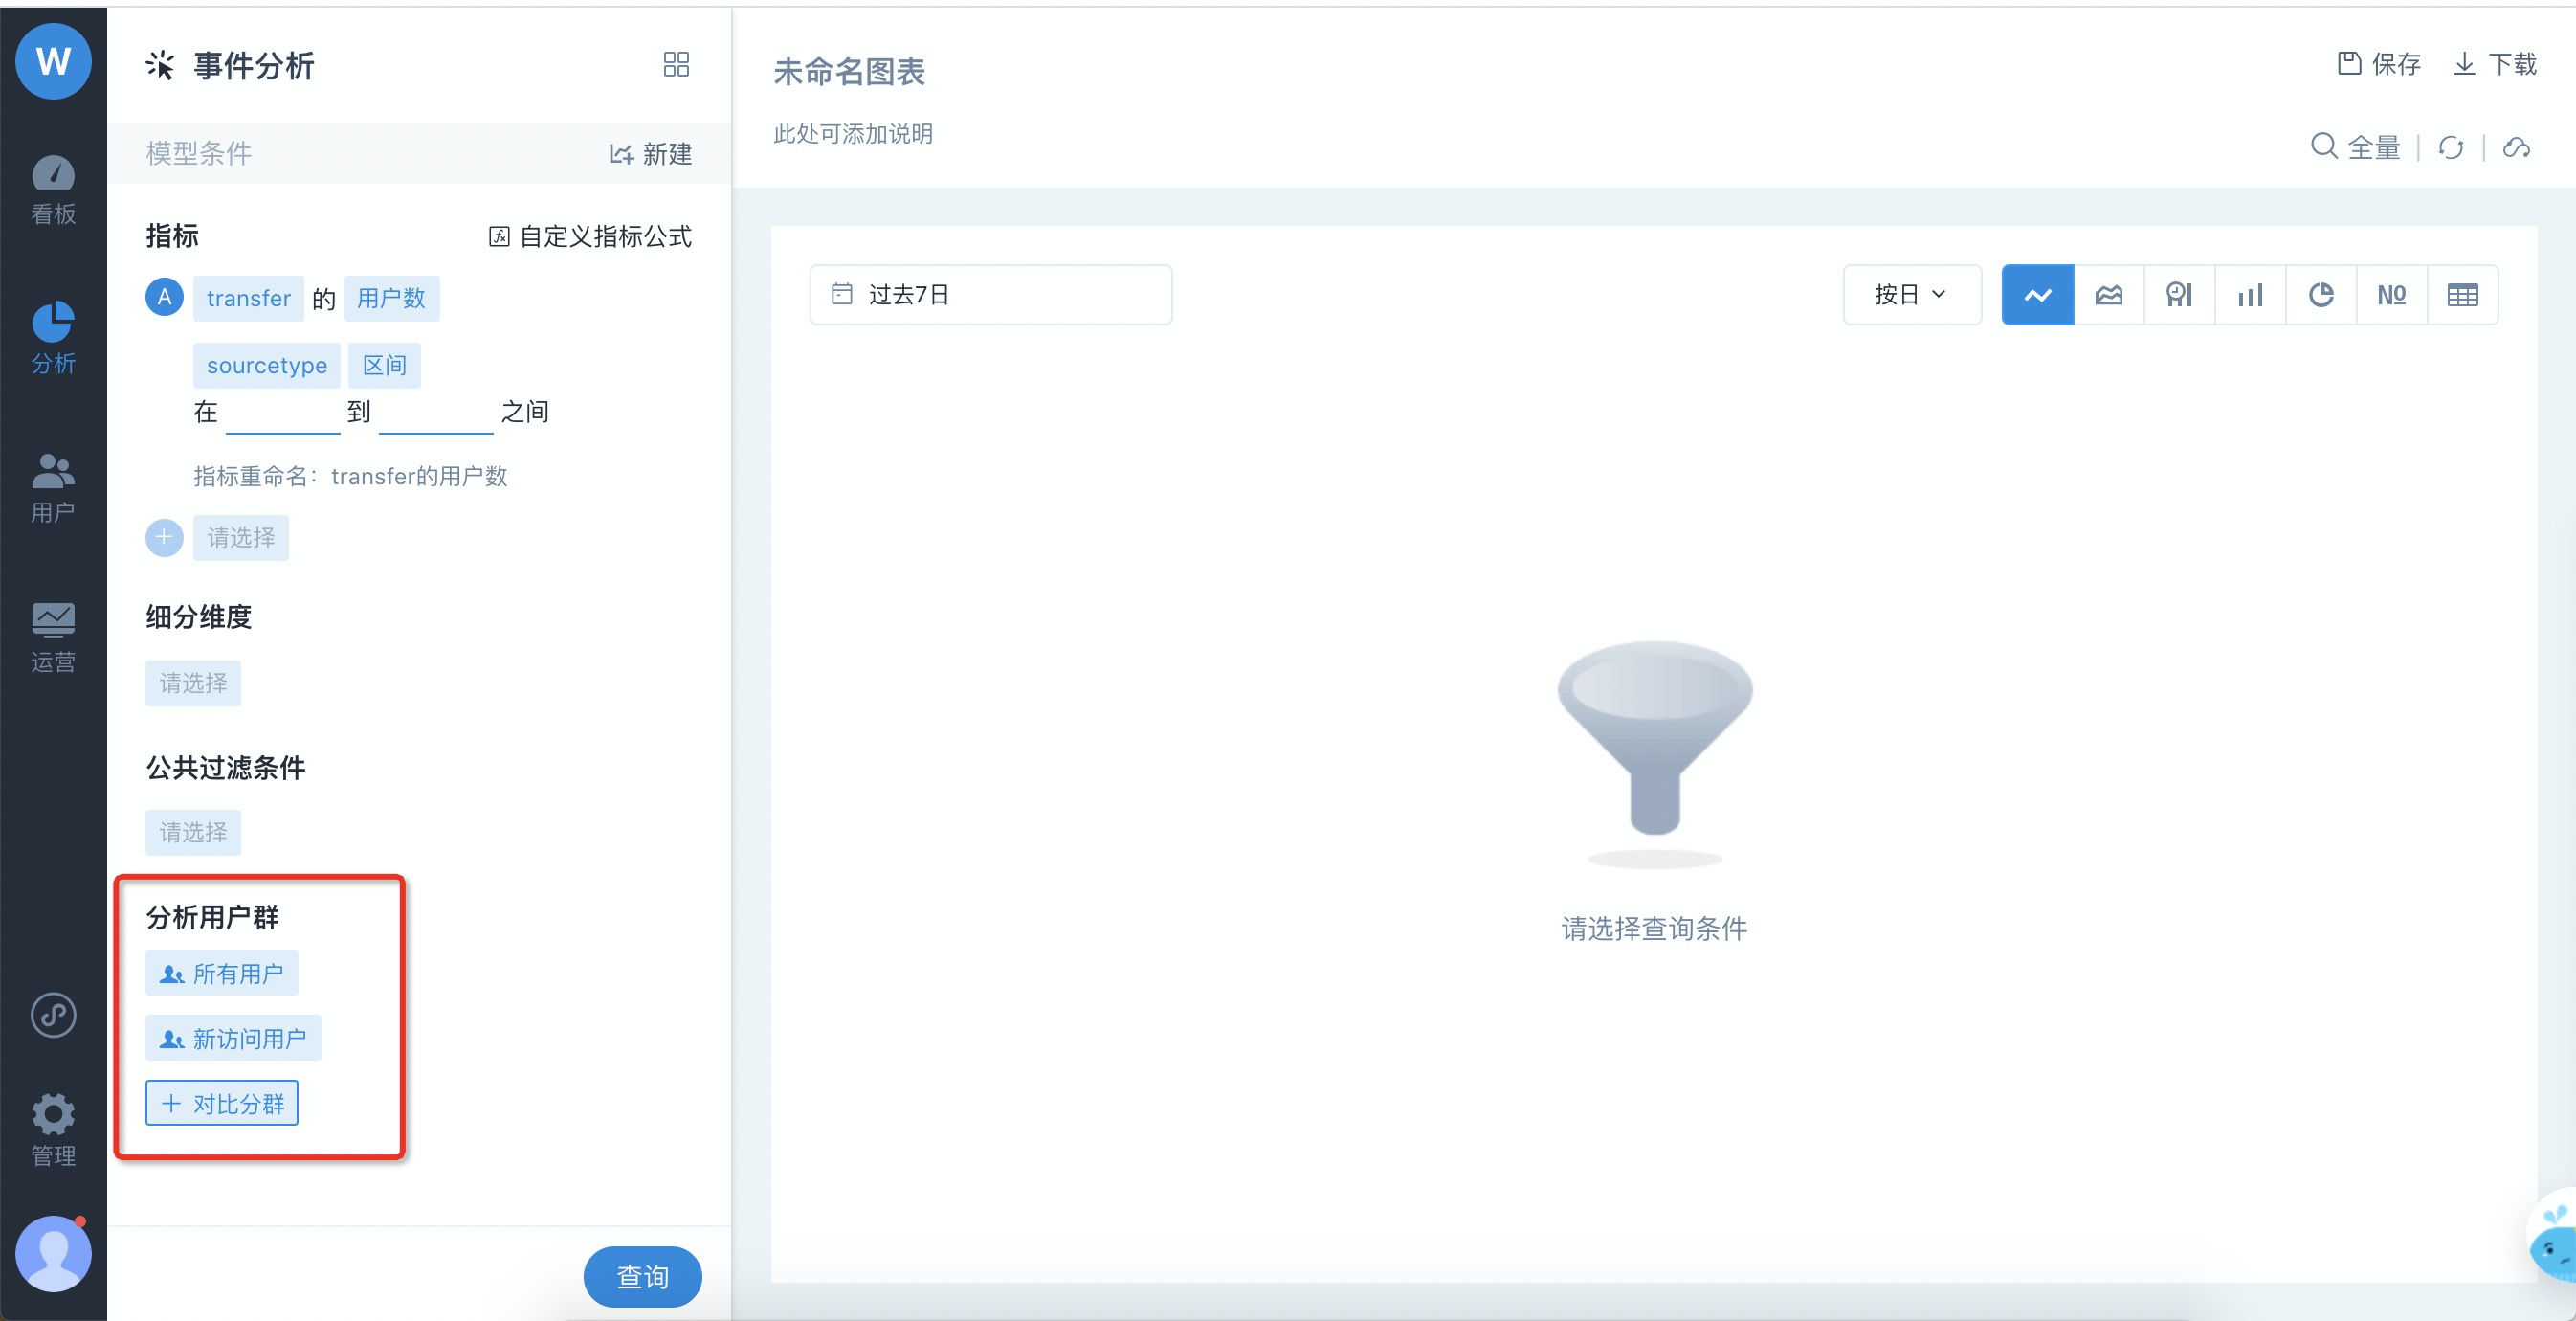 W
看板
分析
用户
运营
管理
事件分析
模型条件
新建
指标
自定义指标公式
A transfer 的 用户数
sourcetype 区间
在 到 之间
指标重命名：transfer的用户数
请选择
细分维度
请选择
公共过滤条件
请选择
分析用户群
所有用户
新访问用户
+ 对比分群
查询
未命名图表
保存 下载
此处可添加说明
全量
过去7日
按日
Nº
请选择查询条件